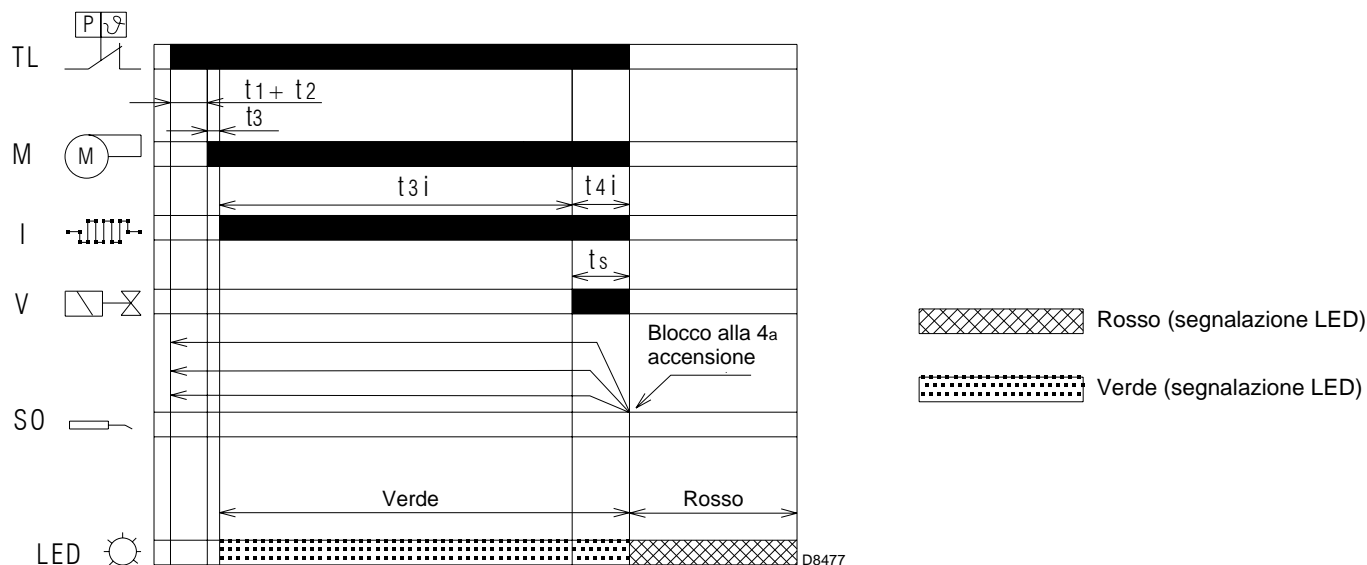 P ϑ
TL
t1 + t2
t3
M
M
t3i
t4i
I
ts
V
Blocco alla 4a
accensione
SO
Verde
Rosso
LED
D8477
Rosso (segnalazione LED)
Verde (segnalazione LED)